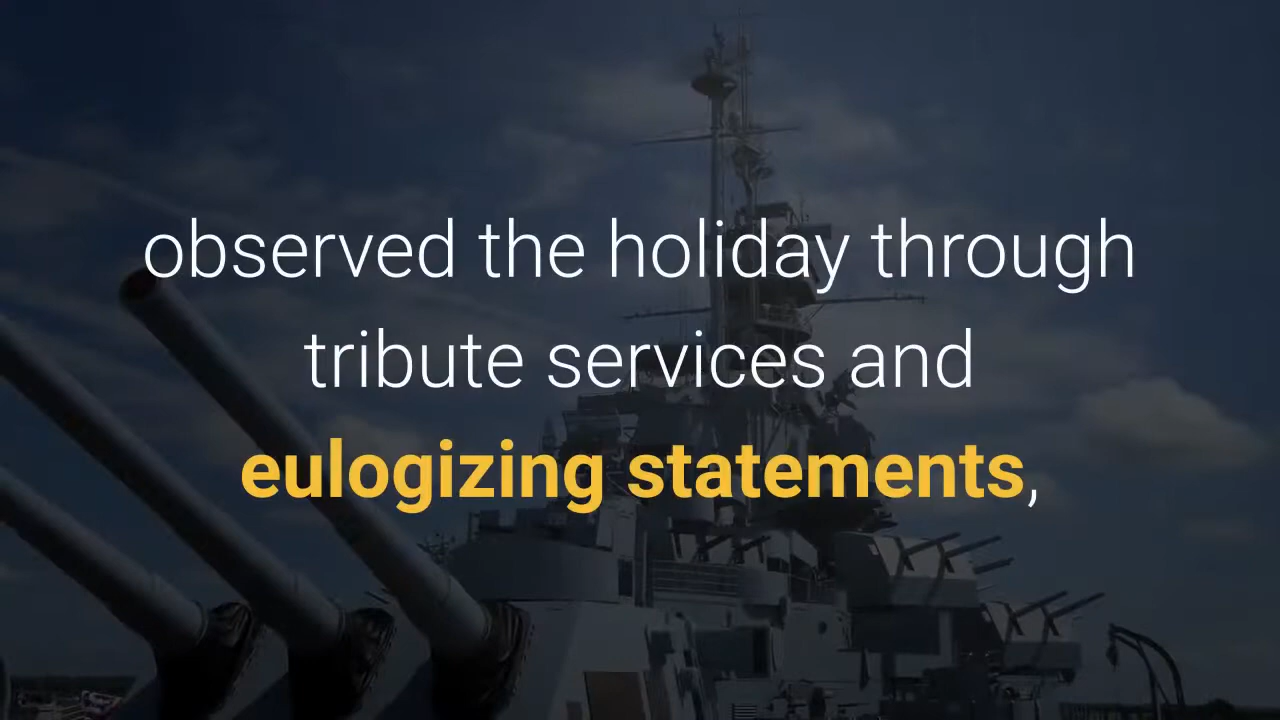 observed the holiday through
tribute services and
eulogizing statements,